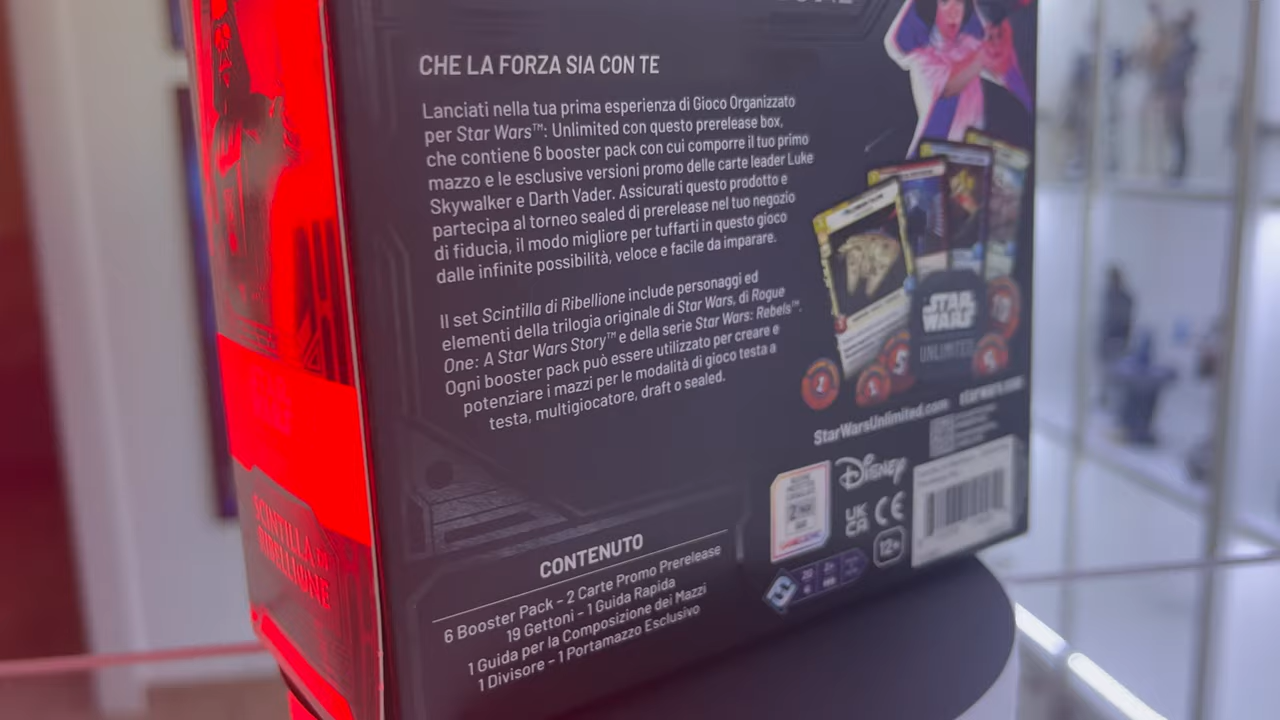 CHE LA FORZA SIA CON TE
Lanciati nella tua prima esperienza di Gioco Organizzato
per Star Wars™: Unlimited con questo prerelease box,
che contiene 6 booster pack con cui comporre il tuo primo
mazzo e le esclusive versioni promo delle carte leader Luke
Skywalker e Darth Vader. Assicurati questo prodotto e
partecipa al torneo sealed di prerelease nel tuo negozio
di fiducia, il modo migliore per tuffarti in questo gioco
dalle infinite possibilità, veloce e facile da imparare.
Il set Scintilla di Ribellione include personaggi ed
elementi della trilogia originale di Star Wars, di Rogue
One: A Star Wars Story™ e della serie Star Wars: Rebels™.
Ogni booster pack può essere utilizzato per creare e
potenziare i mazzi per le modalità di gioco testa a
testa, multigiocatore, draft o sealed.
CONTENUTO
6 Booster Pack – 2 Carte Promo Prerelease
19 Gettoni – 1 Guida Rapida
1 Guida per la Composizione dei Mazzi
1 Divisore – 1 Portamazzo Esclusivo
STAR
WARS
UNLIMITED
StarWarsUnlimited.com
Disney
UK
CA
CE
12+
SCINTILLA DI
RIBELLIONE